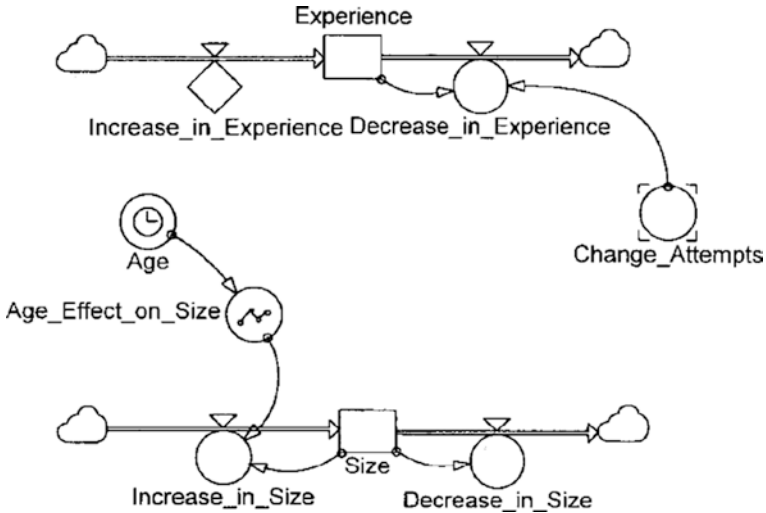 Experience
Increase_in_Experience
Decrease_in_Experience
Change_Attempts
Age
Age_Effect_on_Size
Size
Increase_in_Size
Decrease_in_Size